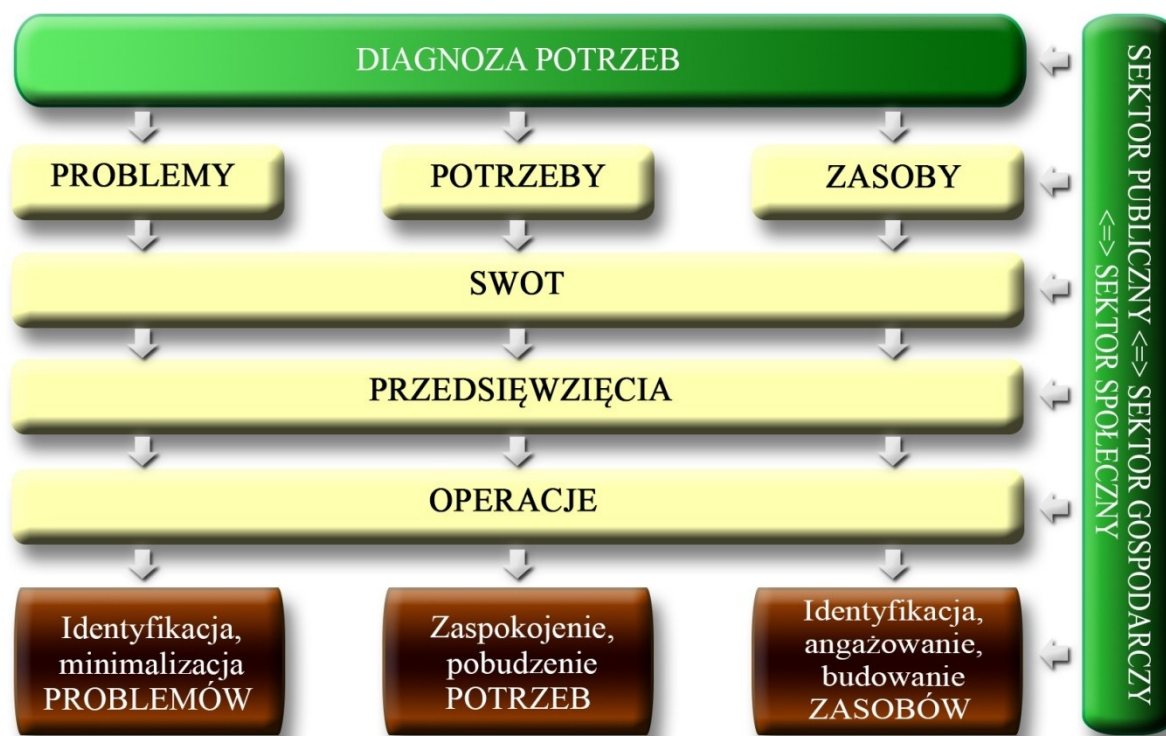 DIAGNOZA POTRZEB
PROBLEMY
POTRZEBY
ZASOBY
SWOT
PRZEDSIĘWZIĘCIA
OPERACJE
Identyfikacja,
minimalizacja
PROBLEMÓW
Zaspokojenie,
pobudzenie
POTRZEB
Identyfikacja,
angażowanie,
budowanie
ZASOBÓW
SEKTOR PUBLICZNY <=> SEKTOR GOSPODARCZY
<=> SEKTOR SPOŁECZNY